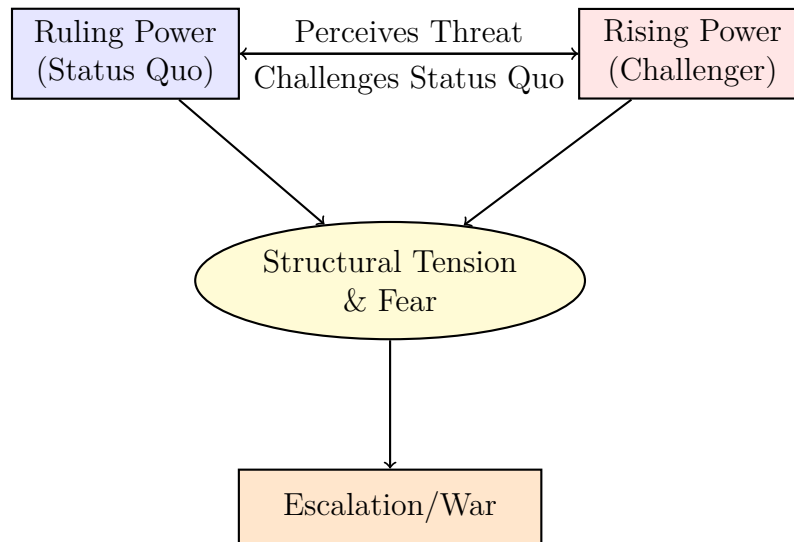 Ruling Power
(Status Quo)
Perceives Threat
Challenges Status Quo
Rising Power
(Challenger)
Structural Tension
& Fear
Escalation/War